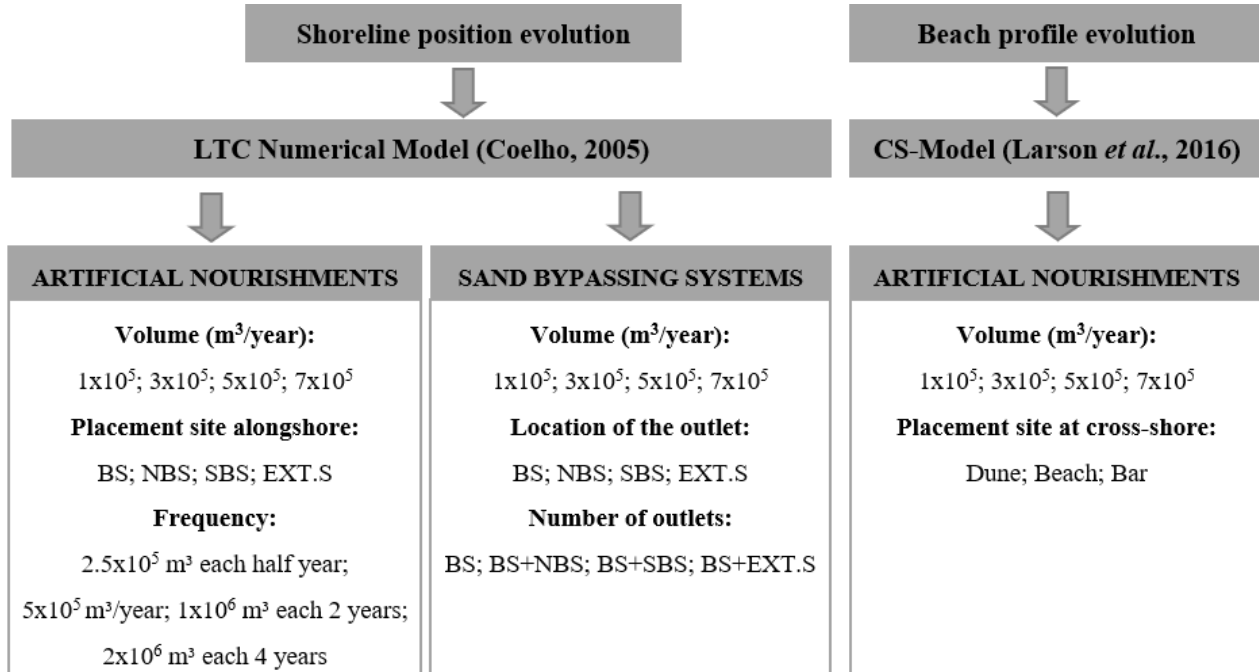 Shoreline position evolution
Beach profile evolution
LTC Numerical Model (Coelho, 2005)
CS-Model (Larson et al., 2016)
ARTIFICIAL NOURISHMENTS
Volume (m³/year):
1x10⁵; 3x10⁵; 5x10⁵; 7x10⁵
Placement site alongshore:
BS; NBS; SBS; EXT.S
Frequency:
2.5x10⁵ m³ each half year;
5x10⁵ m³/year; 1x10⁶ m³ each 2 years;
2x10⁶ m³ each 4 years
SAND BYPASSING SYSTEMS
Volume (m³/year):
1x10⁵; 3x10⁵; 5x10⁵; 7x10⁵
Location of the outlet:
BS; NBS; SBS; EXT.S
Number of outlets:
BS; BS+NBS; BS+SBS; BS+EXT.S
ARTIFICIAL NOURISHMENTS
Volume (m³/year):
1x10⁵; 3x10⁵; 5x10⁵; 7x10⁵
Placement site at cross-shore:
Dune; Beach; Bar